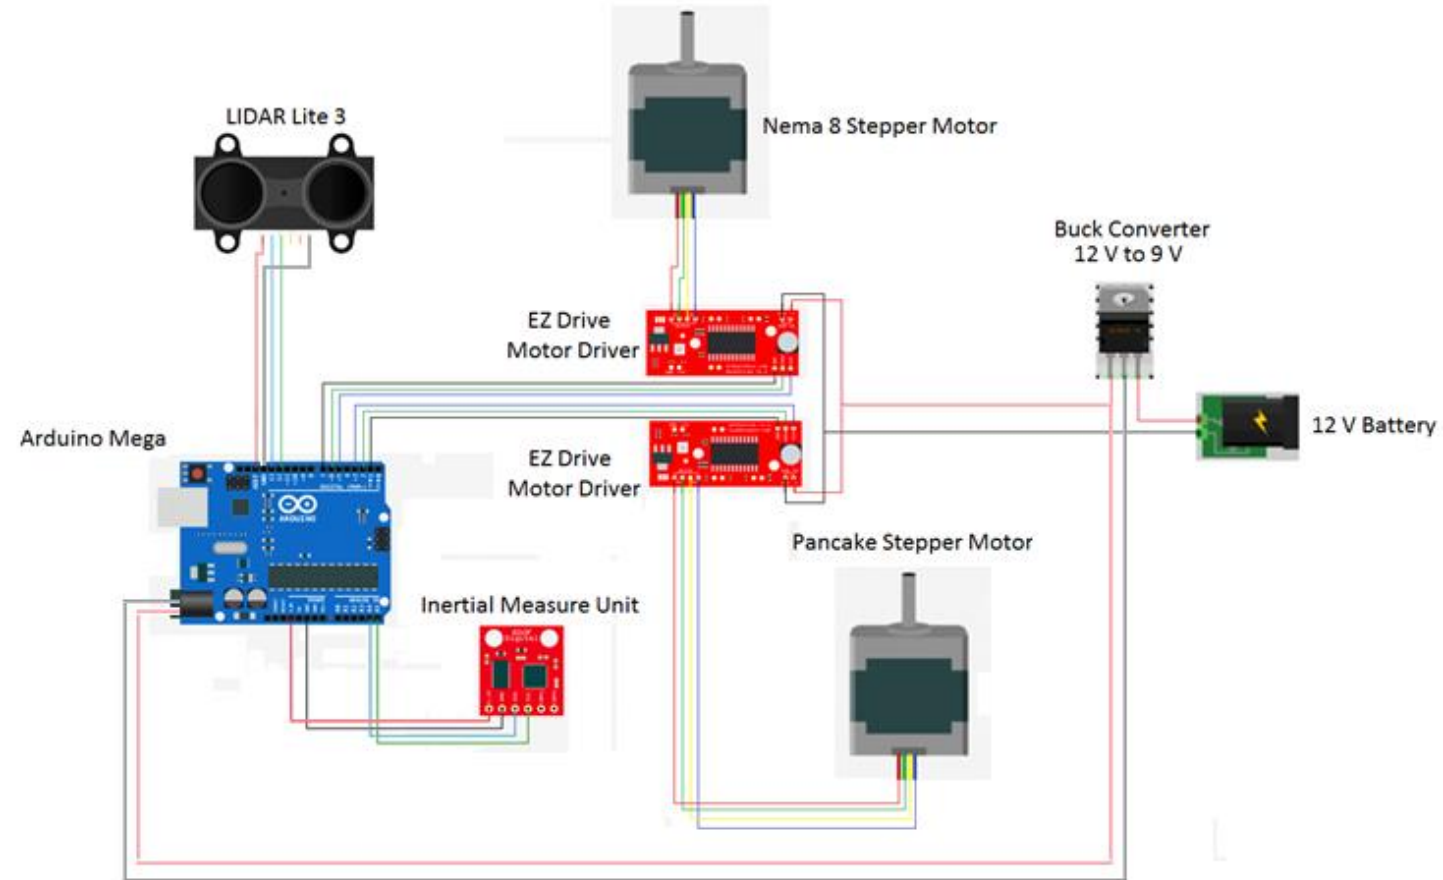 LIDAR Lite 3
Nema 8 Stepper Motor
Buck Converter
12 V to 9 V
EZ Drive
Motor Driver
12 V Battery
Arduino Mega
EZ Drive
Motor Driver
ARDUINO
Pancake Stepper Motor
Inertial Measure Unit